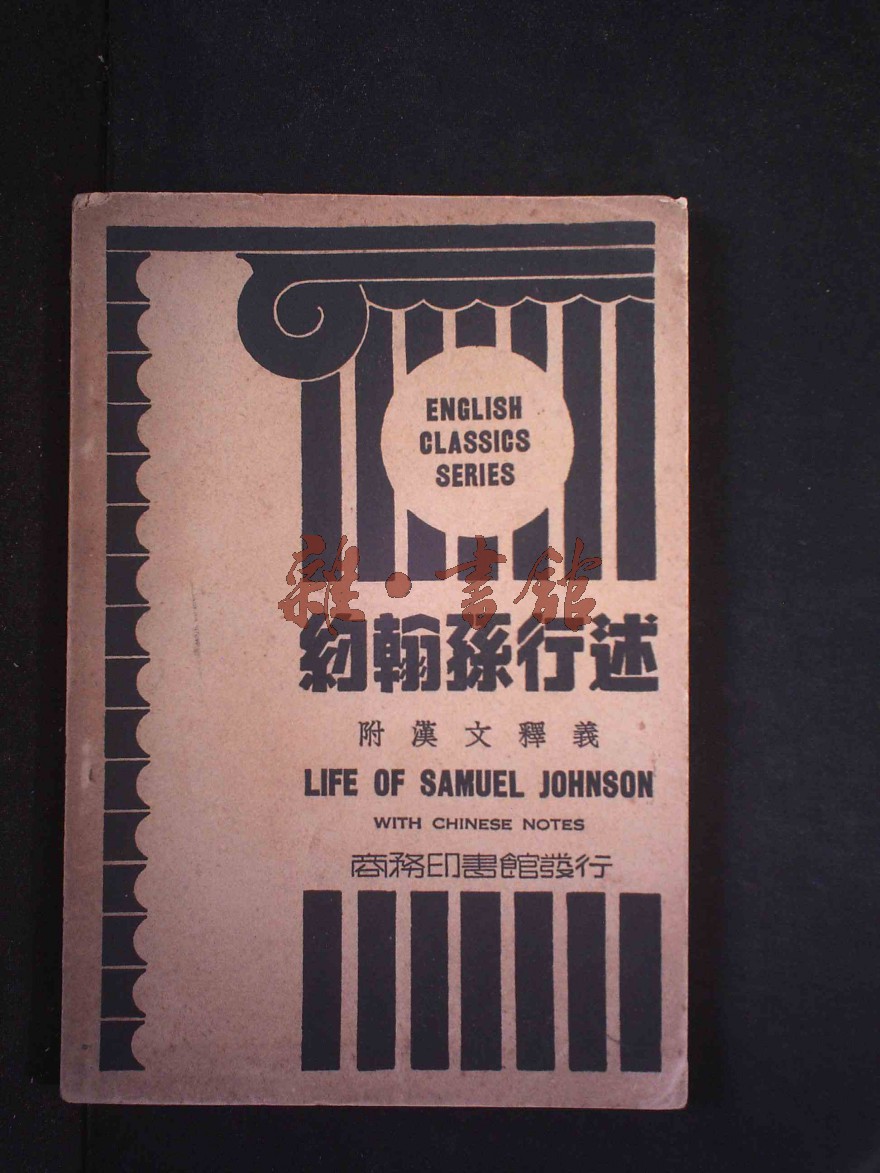 ENGLISH
CLASSICS
SERIES
雜·書館
約翰孫行述
附漢文釋義
LIFE OF SAMUEL JOHNSON
WITH CHINESE NOTES
商務印書館發行